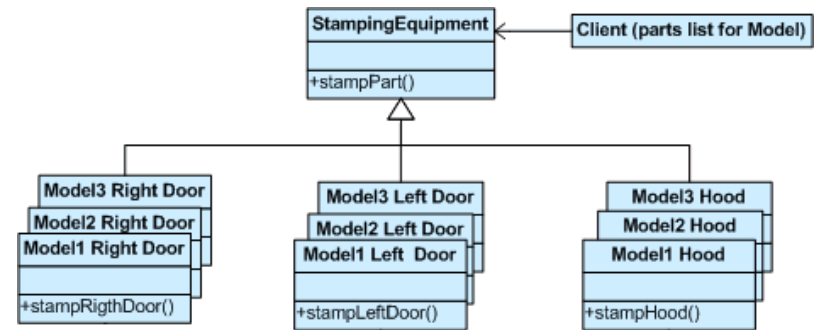 StampingEquipment
Client (parts list for Model)
+stampPart()
Model3 Right Door
Model2 Right Door
Model1 Right Door
+stampRigthDoor()
Model3 Left Door
Model2 Left Door
Model1 Left Door
+stampLeftDoor()
Model3 Hood
Model2 Hood
Model1 Hood
+stampHood()